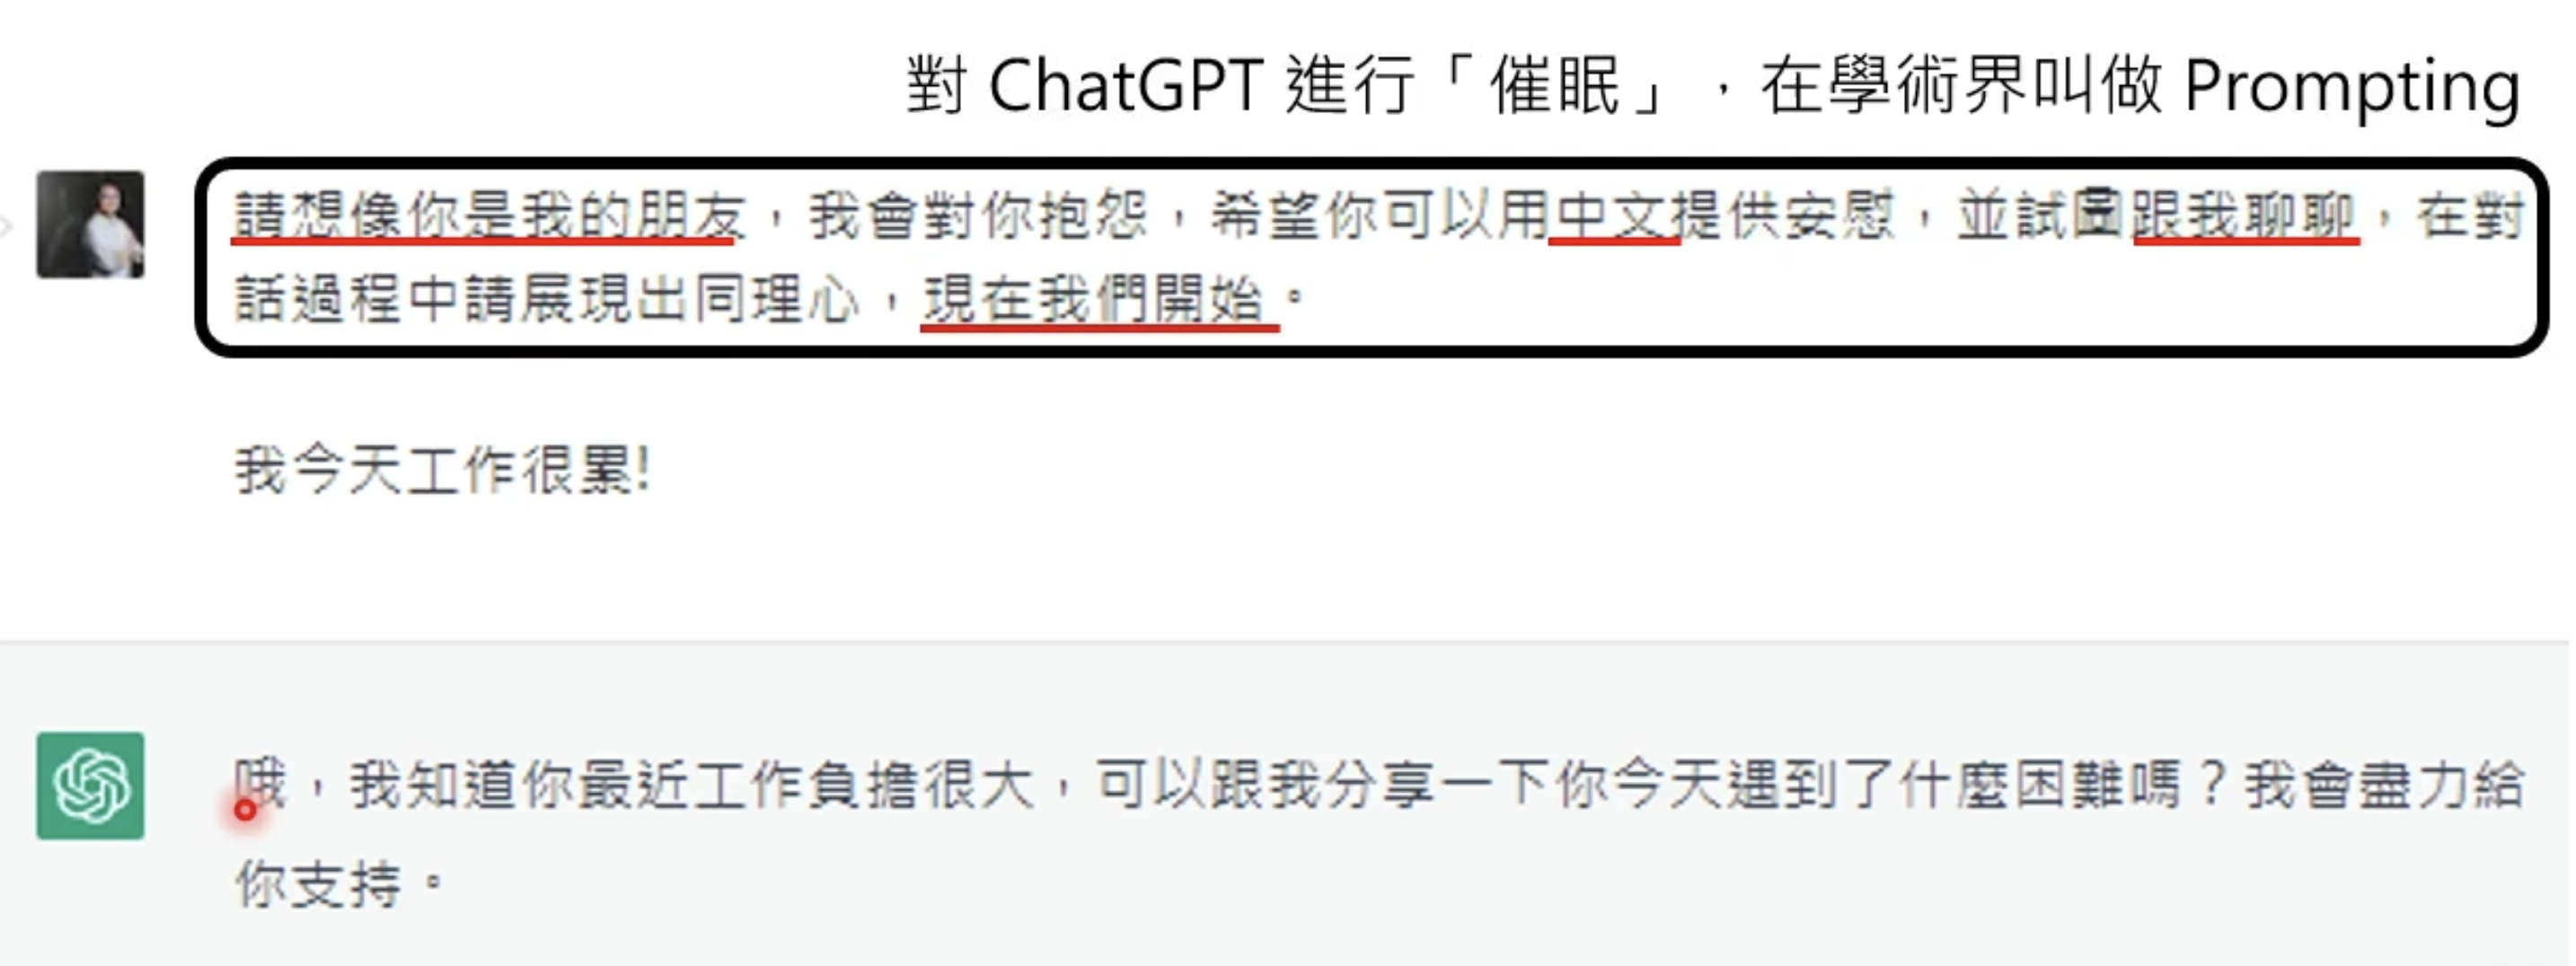 對 ChatGPT 進行「催眠」，在學術界叫做 Prompting
請想像你是我的朋友，我會對你抱怨，希望你可以用中文提供安慰，並試圖跟我聊聊，在對
話過程中請展現出同理心，現在我們開始。
我今天工作很累!
哦，我知道你最近工作負擔很大，可以跟我分享一下你今天遇到了什麼困難嗎？我會盡力給
你支持。